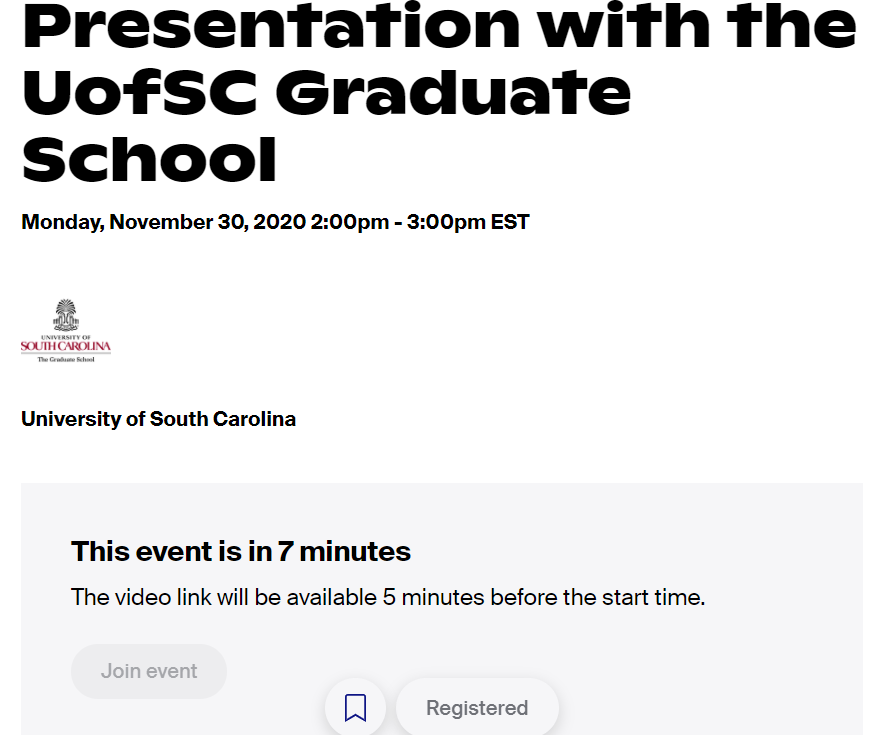 Presentation with the
UofSC Graduate
School
Monday, November 30, 2020 2:00pm - 3:00pm EST
UNIVERSITY OF
SOUTH CAROLINA
The Graduate School
University of South Carolina
This event is in 7 minutes
The video link will be available 5 minutes before the start time.
Join event
Registered